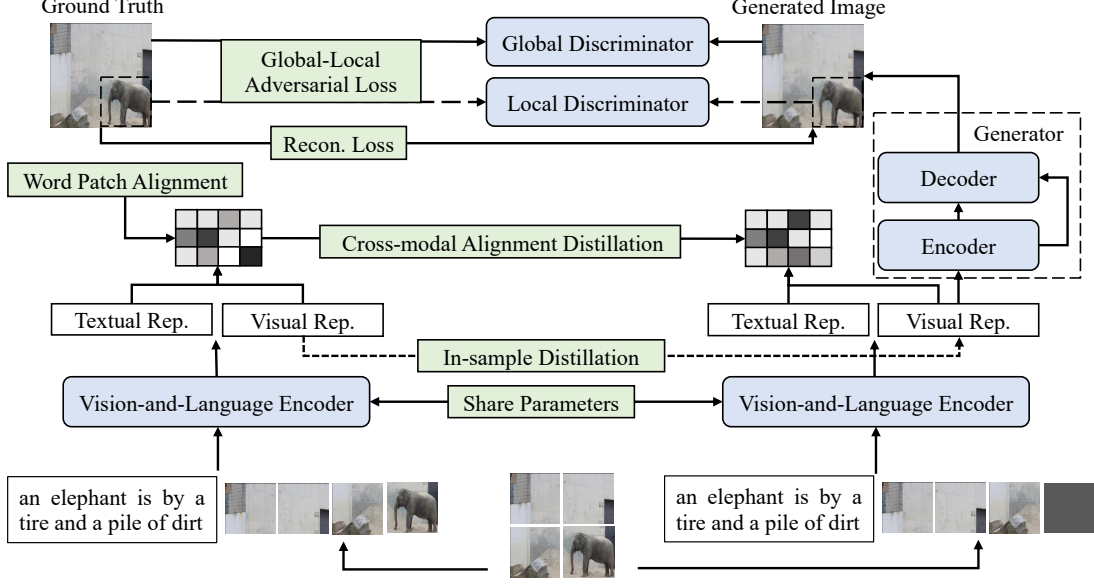 Ground Truth
Generated Image
Global-Local
Adversarial Loss
Global Discriminator
Local Discriminator
Recon. Loss
Generator
Decoder
Encoder
Word Patch Alignment
Cross-modal Alignment Distillation
Textual Rep.
Visual Rep.
Textual Rep.
Visual Rep.
In-sample Distillation
Vision-and-Language Encoder
Share Parameters
Vision-and-Language Encoder
an elephant is by a
tire and a pile of dirt
an elephant is by a
tire and a pile of dirt